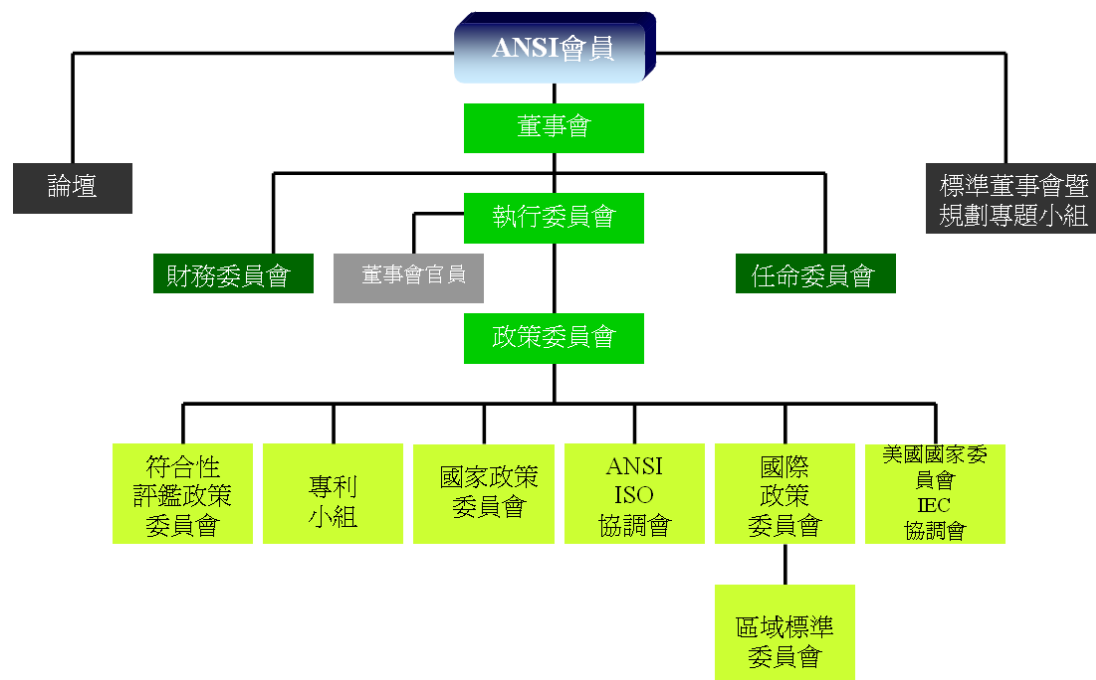 ANSI會員
董事會
論壇
標準董事會暨
規劃專題小組
執行委員會
財務委員會
董事會官員
任命委員會
政策委員會
符合性
評鑑政策
委員會
專利
小組
國家政策
委員會
ANSI
ISO
協調會
國際
政策
委員會
美國國家委
員會
IEC
協調會
區域標準
委員會